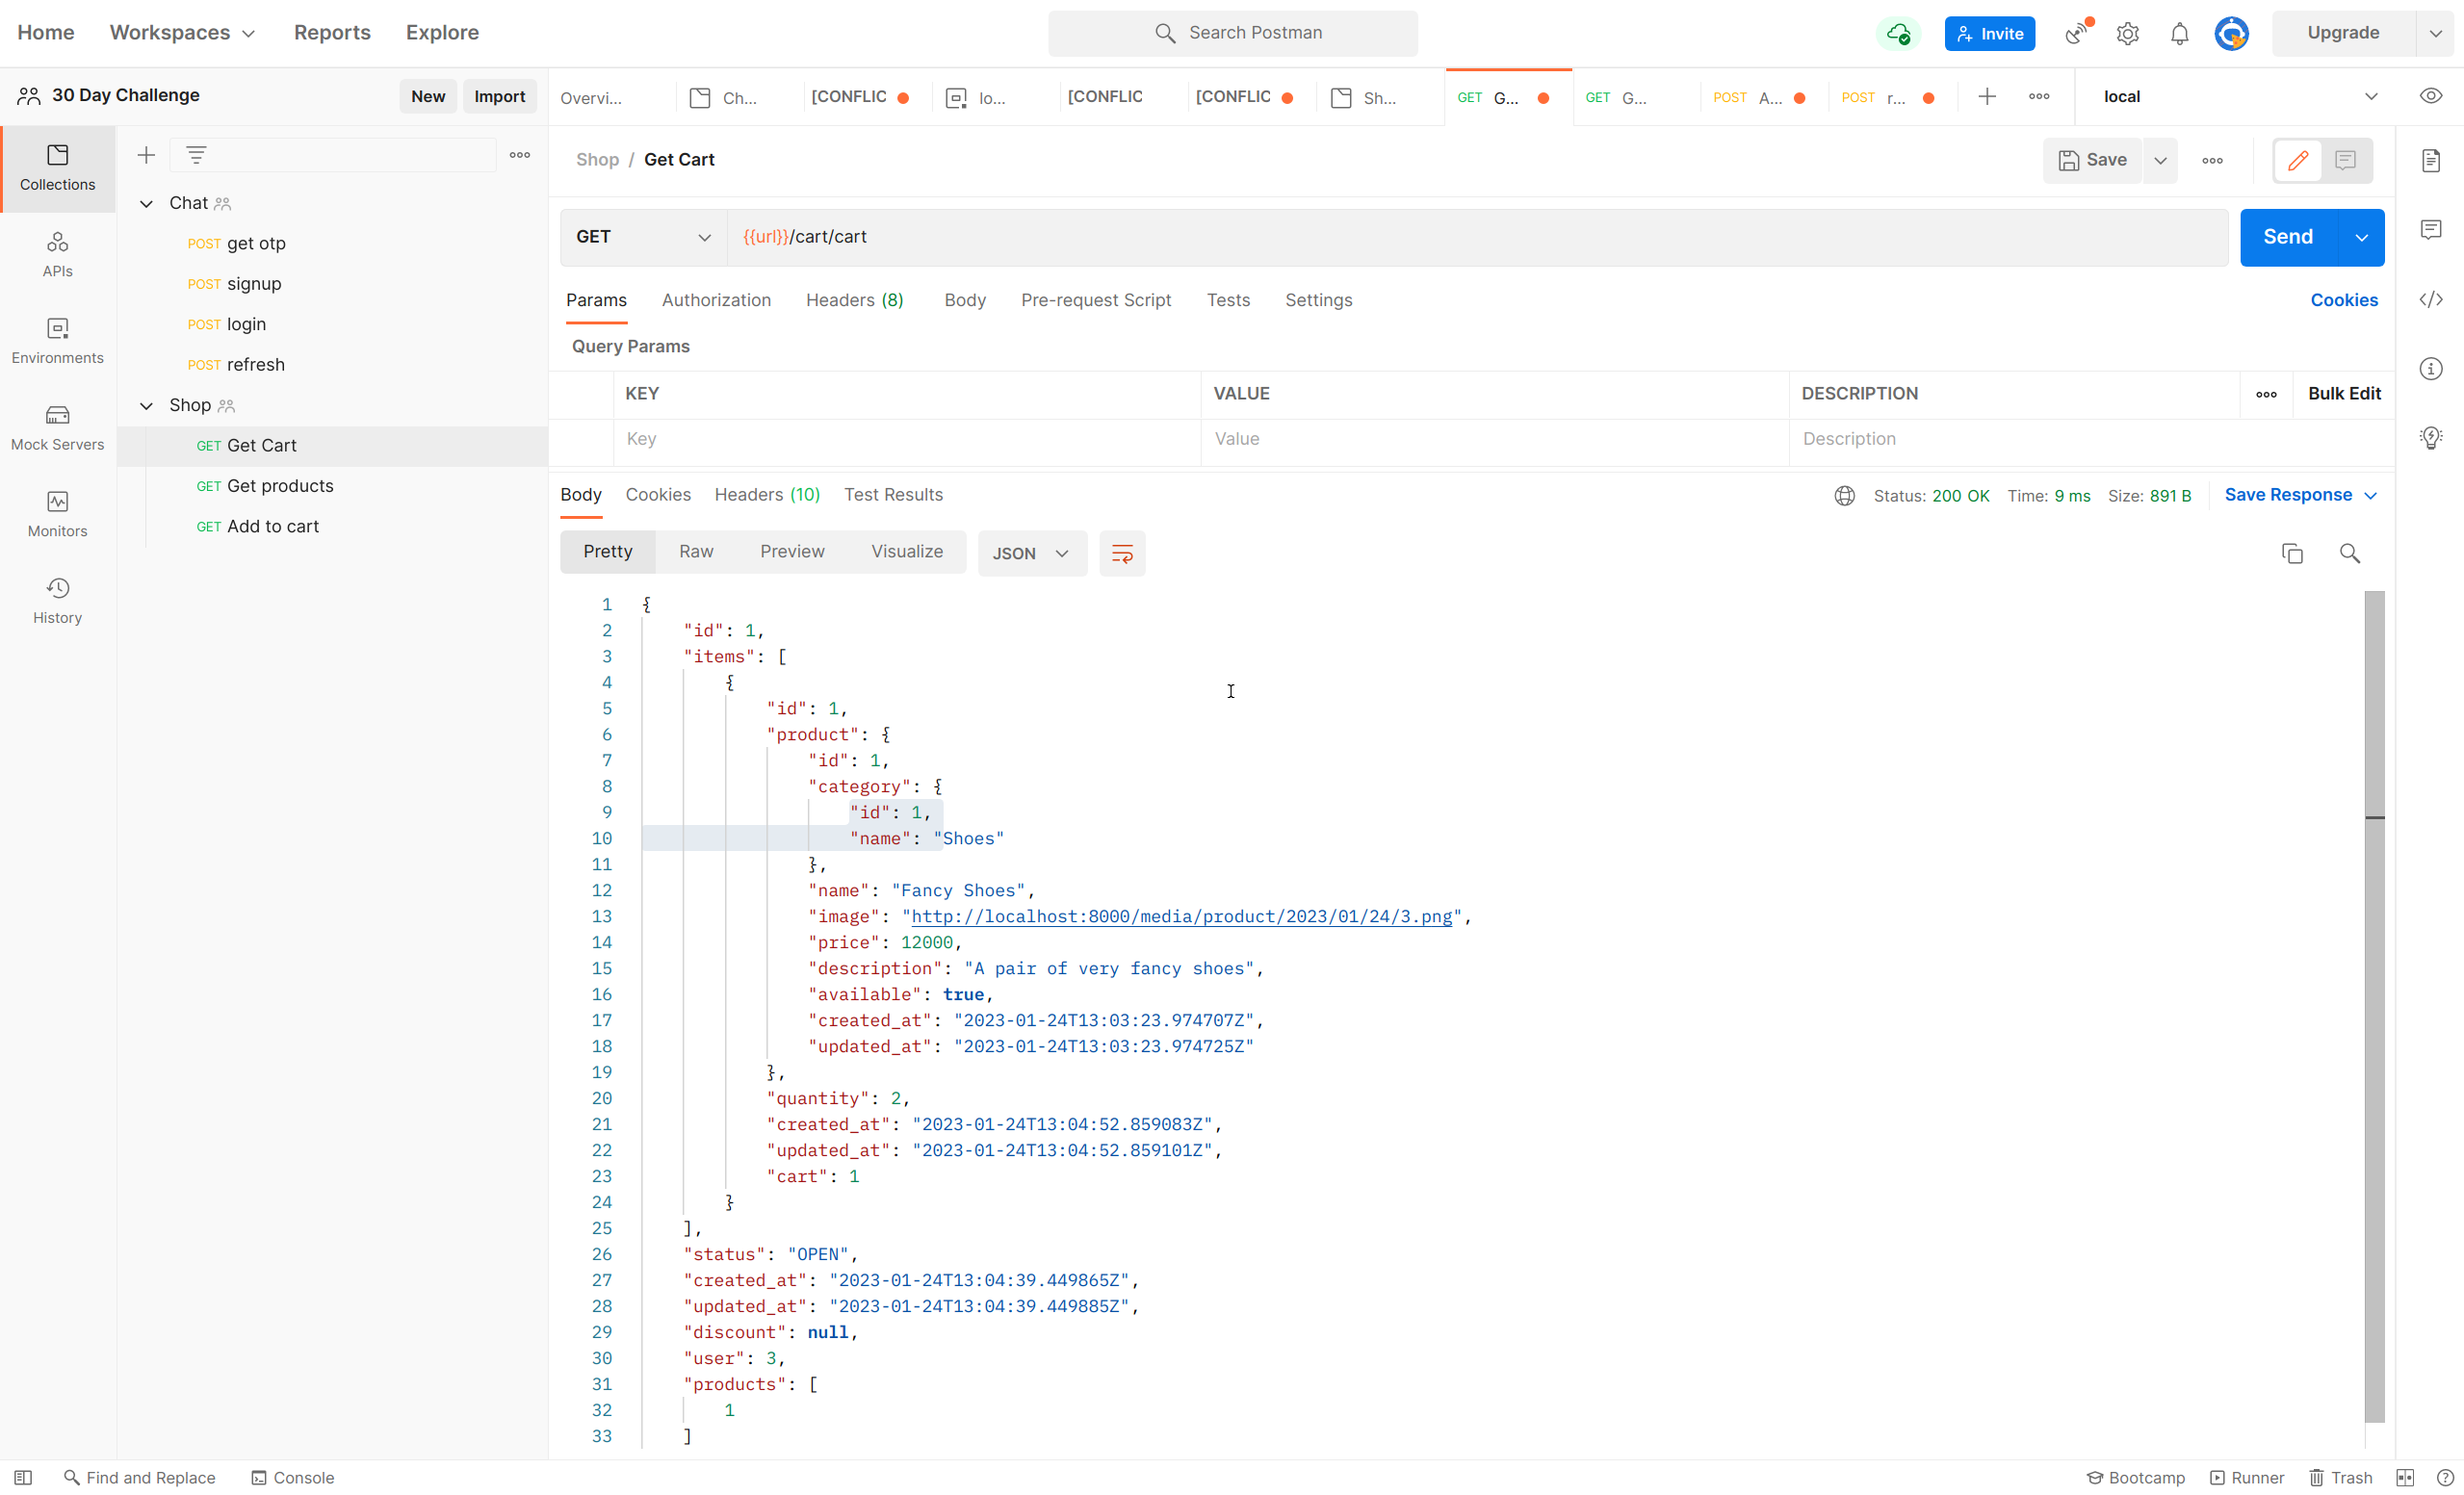 Home Workspaces Reports Explore Search Postman Invite Upgrade
30 Day Challenge New Import Overvi... Ch... [CONFLIC lo... [CONFLIC [CONFLIC Sh... GET G... GET G... POST A... POST r... local
Collections
APIs
Environments
Mock Servers
Monitors
History
Chat
POST get otp
POST signup
POST login
POST refresh
Shop
GET Get Cart
GET Get products
GET Add to cart
Shop / Get Cart Save
GET {{url}}/cart/cart Send
Params Authorization Headers (8) Body Pre-request Script Tests Settings Cookies
Query Params
KEY VALUE DESCRIPTION Bulk Edit
Key Value Description
Body Cookies Headers (10) Test Results Status: 200 OK Time: 9 ms Size: 891 B Save Response
Pretty Raw Preview Visualize JSON
1 {
2 "id": 1,
3 "items": [
4 {
5 "id": 1,
6 "product": {
7 "id": 1,
8 "category": {
9 "id": 1,
10 "name": "Shoes"
11 },
12 "name": "Fancy Shoes",
13 "image": "http://localhost:8000/media/product/2023/01/24/3.png",
14 "price": 12000,
15 "description": "A pair of very fancy shoes",
16 "available": true,
17 "created_at": "2023-01-24T13:03:23.974707Z",
18 "updated_at": "2023-01-24T13:03:23.974725Z"
19 },
20 "quantity": 2,
21 "created_at": "2023-01-24T13:04:52.859083Z",
22 "updated_at": "2023-01-24T13:04:52.859101Z",
23 "cart": 1
24 }
25 ],
26 "status": "OPEN",
27 "created_at": "2023-01-24T13:04:39.449865Z",
28 "updated_at": "2023-01-24T13:04:39.449885Z",
29 "discount": null,
30 "user": 3,
31 "products": [
32 1
33 ]
Find and Replace Console Bootcamp Runner Trash